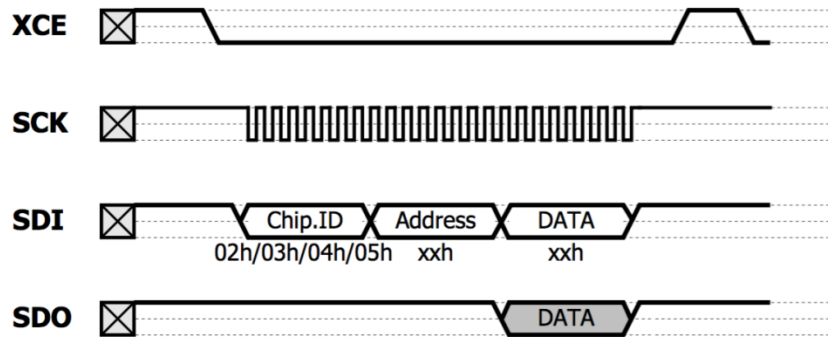 XCE
SCK
SDI Chip.ID Address DATA
02h/03h/04h/05h xxh xxh
SDO DATA